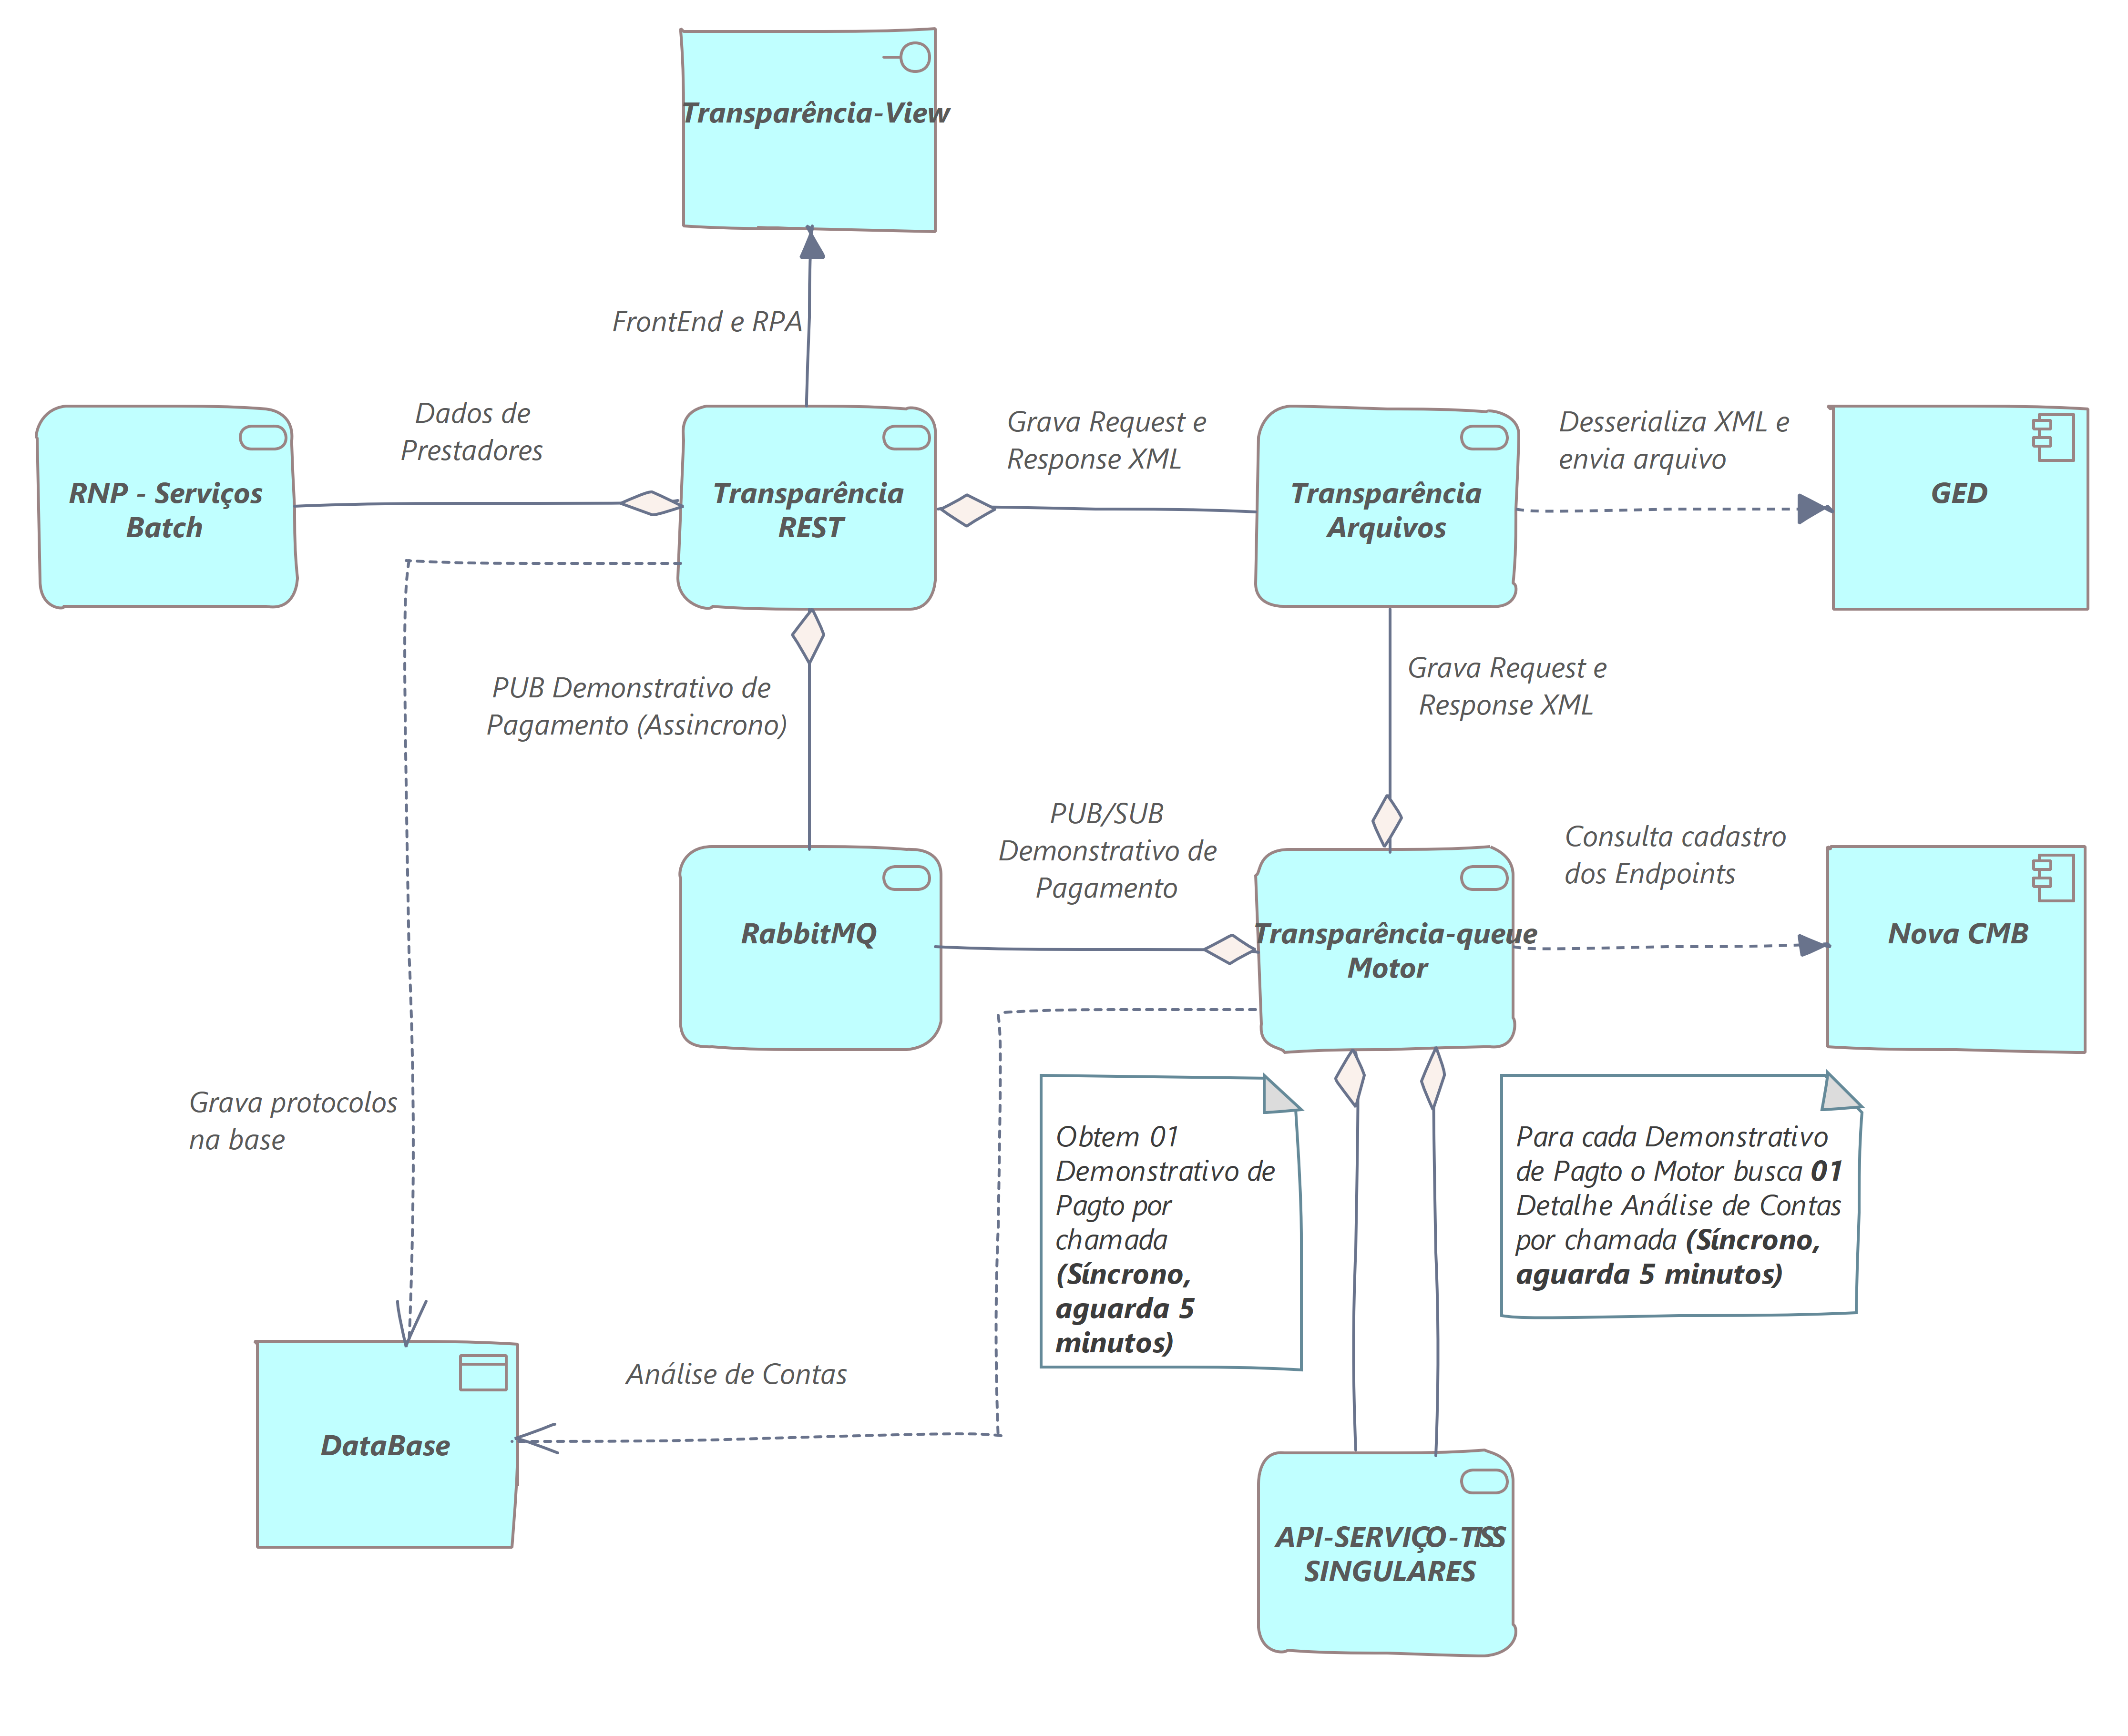 Transparência-View
FrontEnd e RPA
Dados de
Prestadores
Grava Request e
Response XML
Desserializa XML e
envia arquivo
RNP - Serviços
Batch
Transparência
REST
Transparência
Arquivos
GED
PUB Demonstrativo de
Pagamento (Assincrono)
Grava Request e
Response XML
PUB/SUB
Demonstrativo de
Pagamento
Consulta cadastro
dos Endpoints
RabbitMQ
Transparência-queue
Motor
Nova CMB
Grava protocolos
na base
Obtem 01
Demonstrativo de
Pagto por
chamada
(Síncrono,
aguarda 5
minutos)
Para cada Demonstrativo
de Pagto o Motor busca 01
Detalhe Análise de Contas
por chamada (Síncrono,
aguarda 5 minutos)
Análise de Contas
DataBase
API-SERVIÇO-TISS
SINGULARES